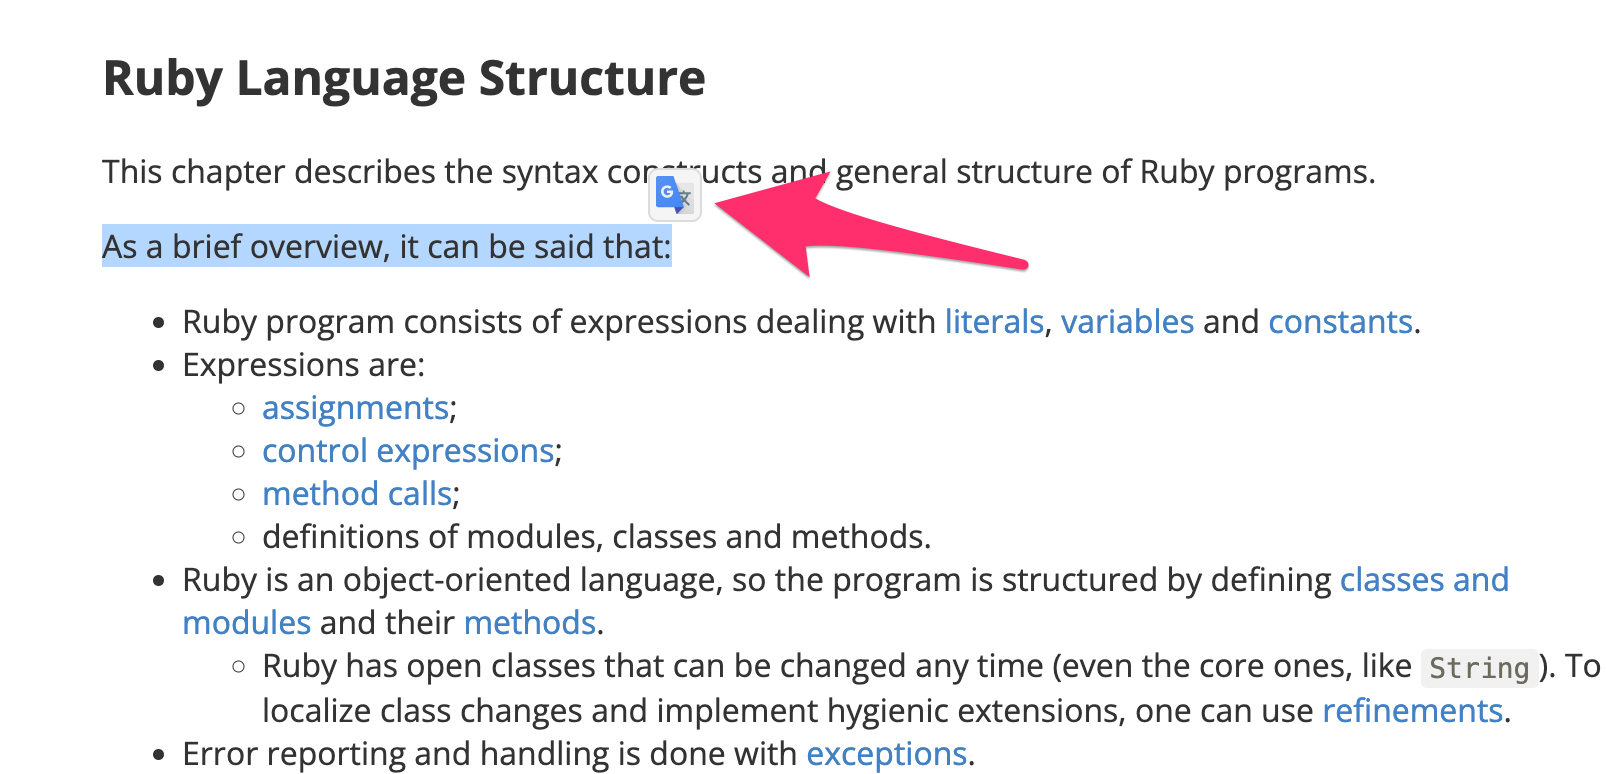 Ruby Language Structure
This chapter describes the syntax constructs and general structure of Ruby programs.
G文
As a brief overview, it can be said that:
• Ruby program consists of expressions dealing with literals, variables and constants.
• Expressions are:
◦ assignments;
◦ control expressions;
◦ method calls;
◦ definitions of modules, classes and methods.
• Ruby is an object-oriented language, so the program is structured by defining classes and
modules and their methods.
◦ Ruby has open classes that can be changed any time (even the core ones, like String). To
localize class changes and implement hygienic extensions, one can use refinements.
• Error reporting and handling is done with exceptions.